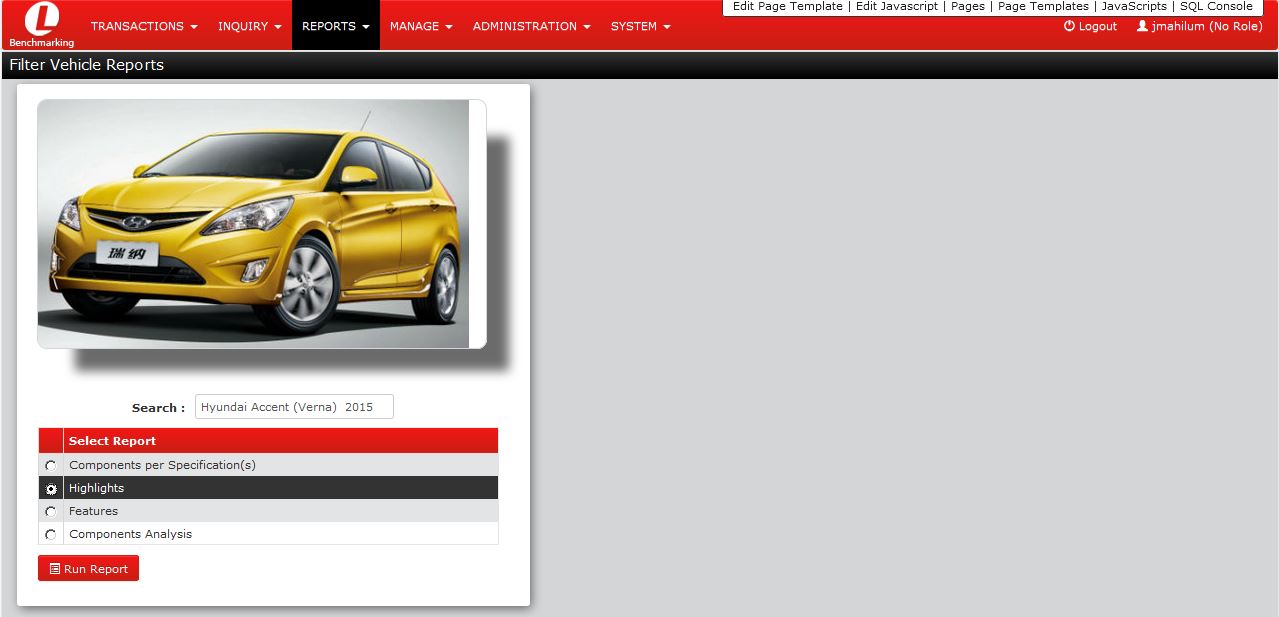 Edit Page Template | Edit Javascript | Pages | Page Templates | JavaScripts | SQL Console
L
Benchmarking
TRANSACTIONS INQUIRY REPORTS MANAGE ADMINISTRATION SYSTEM
Logout jmahilum (No Role)
Filter Vehicle Reports
瑞纳
Search : Hyundai Accent (Verna)  2015
Select Report
Components per Specification(s)
Highlights
Features
Components Analysis
Run Report